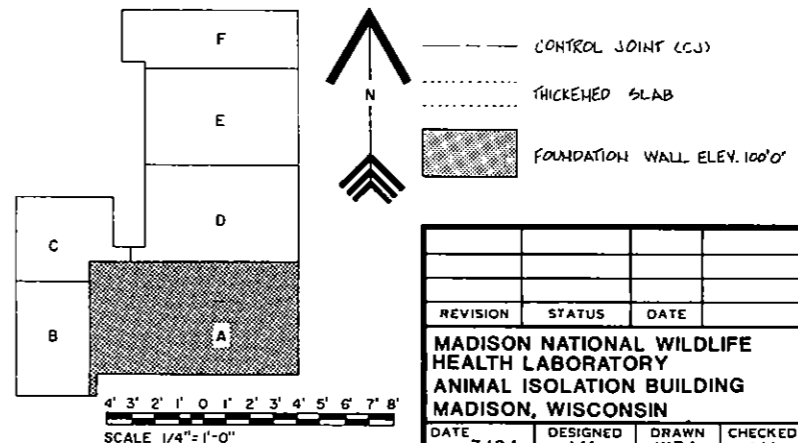 F
E
D
C
B
A
N
CONTROL JOINT (CJ)
THICKENED SLAB
FOUNDATION WALL ELEV. 100'0"
4' 3' 2' 1' 0 1' 2' 3' 4' 5' 6' 7' 8'
SCALE 1/4"=1'-0"
REVISION STATUS DATE
MADISON NATIONAL WILDLIFE
HEALTH LABORATORY
ANIMAL ISOLATION BUILDING
MADISON, WISCONSIN
DATE DESIGNED DRAWN CHECKED